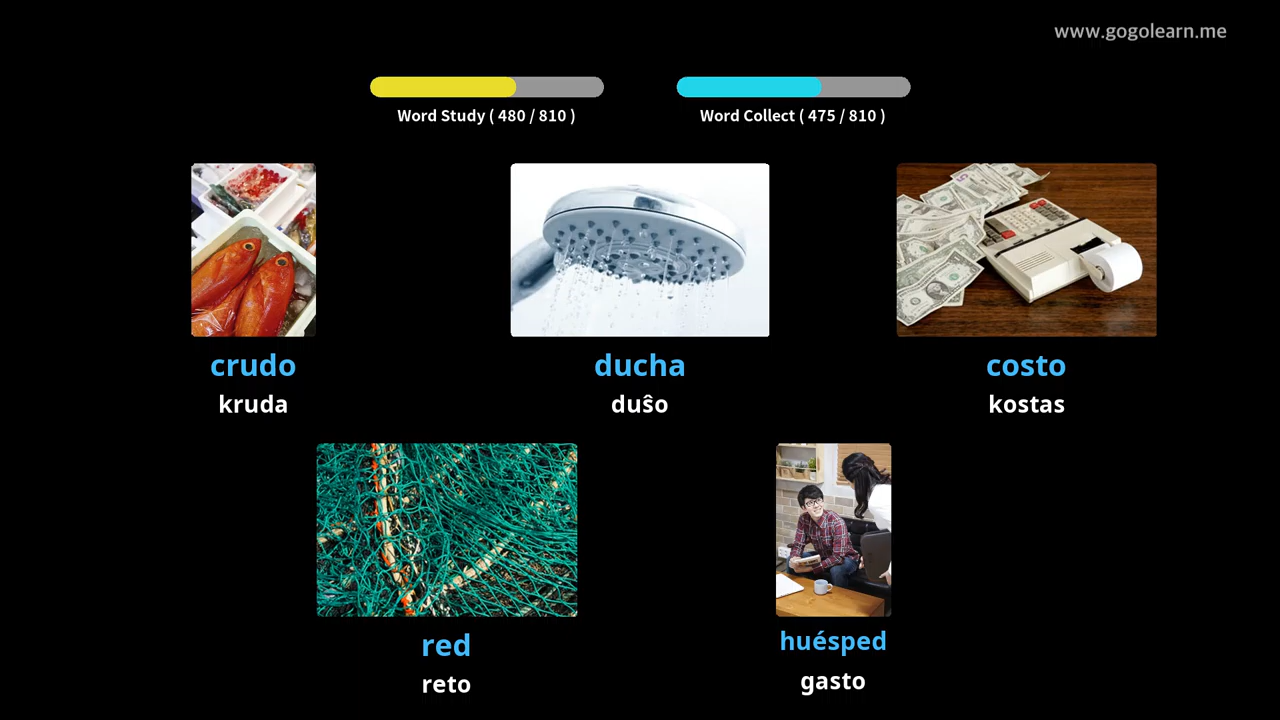 www.gogolearn.me
Word Study ( 480 / 810 )
Word Collect ( 475 / 810 )
crudo
kruda
ducha
duŝo
costo
kostas
red
reto
huésped
gasto